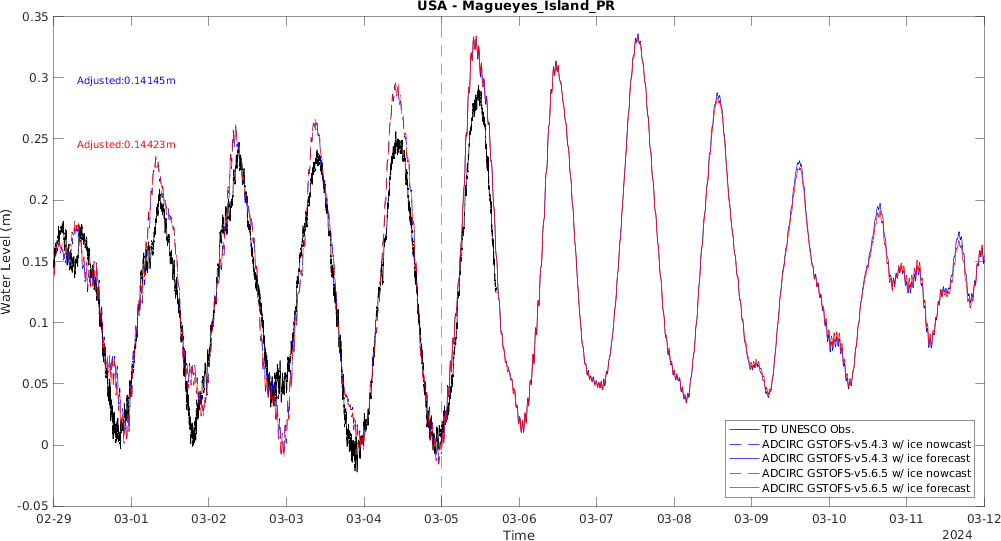 USA - Magueyes_Island_PR
0.35
0.3
0.25
0.2
0.15
0.1
0.05
0
-0.05
Water Level (m)
Adjusted:0.14145m
Adjusted:0.14423m
TD UNESCO Obs.
ADCIRC GSTOFS-v5.4.3 w/ ice nowcast
ADCIRC GSTOFS-v5.4.3 w/ ice forecast
ADCIRC GSTOFS-v5.6.5 w/ ice nowcast
ADCIRC GSTOFS-v5.6.5 w/ ice forecast
02-29 03-01 03-02 03-03 03-04 03-05 03-06 03-07 03-08 03-09 03-10 03-11 03-12
Time
2024